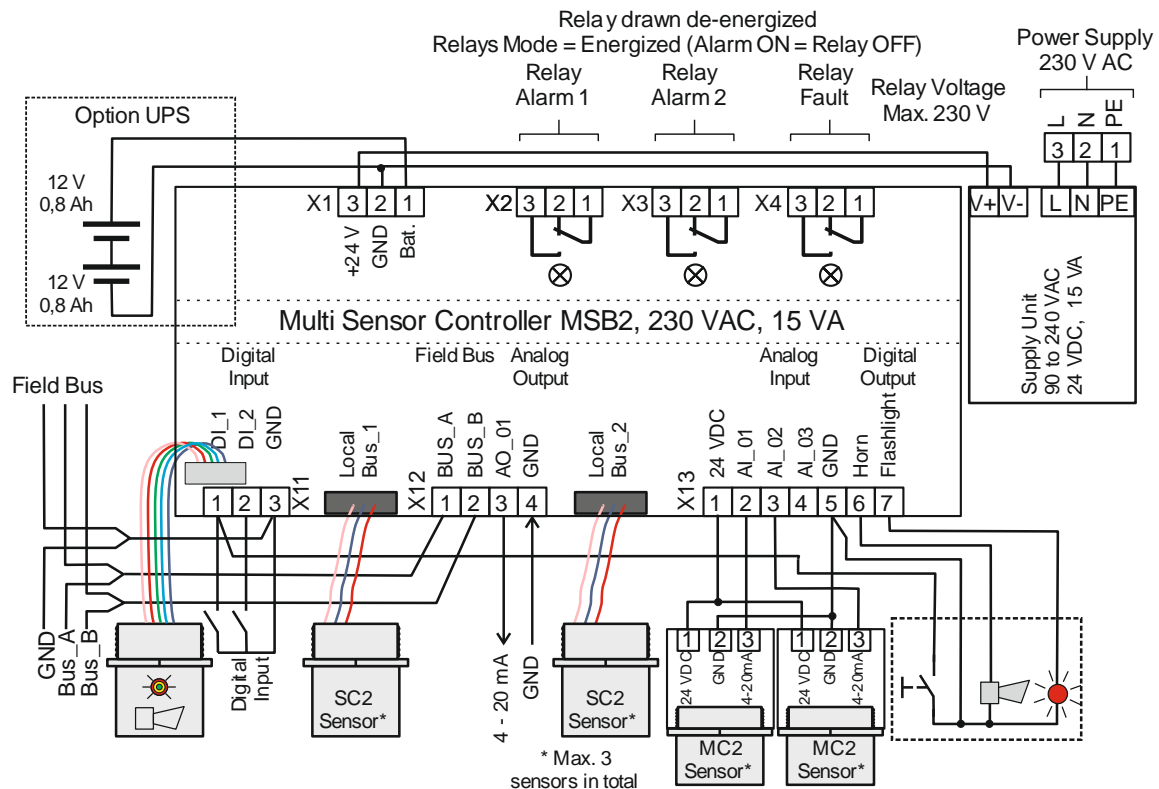 Relay drawn de-energized
Relays Mode = Energized (Alarm ON = Relay OFF)
Power Supply
230 V AC
Relay
Alarm 1
Relay
Alarm 2
Relay
Fault
Relay Voltage
Max. 230 V
Option UPS
L
N
PE
3
2
1
12 V
0,8 Ah
12 V
0,8 Ah
X1
3
2
1
X2
3
2
1
X3
3
2
1
X4
3
2
1
V+
V-
L
N
PE
+24 V
GND
Bat.
Multi Sensor Controller MSB2, 230 VAC, 15 VA
Supply Unit
90 to 240 VAC
24 VDC, 15 VA
Digital
Input
Field Bus
Analog
Output
Analog
Input
Digital
Output
Field Bus
DI_1
DI_2
GND
Local
Bus_1
BUS_A
BUS_B
AO_01
GND
Local
Bus_2
24 VDC
AI_01
AI_02
AI_03
GND
Horn
Flashlight
1
2
3
X11
X12
1
2
3
4
X13
1
2
3
4
5
6
7
GND
Bus_A
Bus_B
Digital
Input
SC2
Sensor*
4 - 20 mA
GND
SC2
Sensor*
1
2
3
24 VDC
GND
4-20mA
1
2
3
24 VDC
GND
4-20mA
MC2
Sensor*
MC2
Sensor*
* Max. 3
sensors in total